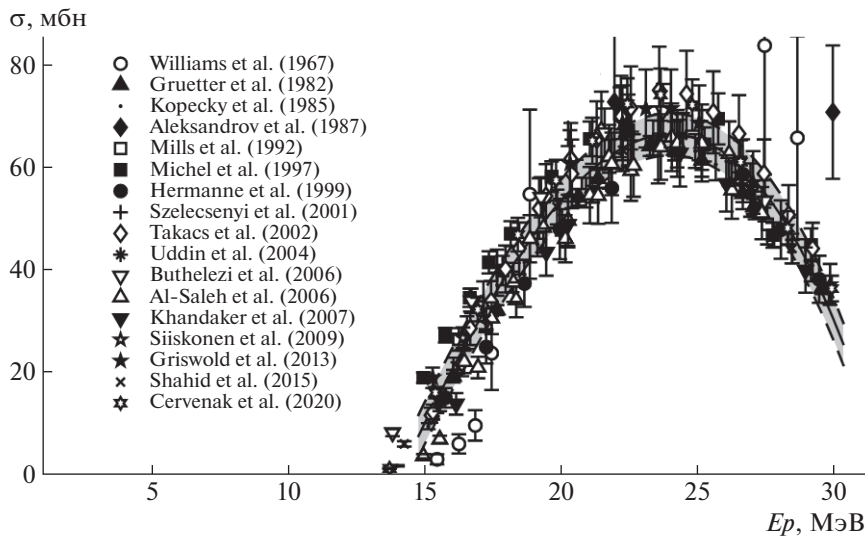 σ, мбн
80
60
40
20
0
Williams et al. (1967)
Gruetter et al. (1982)
Kopecky et al. (1985)
Aleksandrov et al. (1987)
Mills et al. (1992)
Michel et al. (1997)
Hermanne et al. (1999)
Szelecsenyi et al. (2001)
Takacs et al. (2002)
Uddin et al. (2004)
Buthelezi et al. (2006)
Al-Saleh et al. (2006)
Khandaker et al. (2007)
Siiskonen et al. (2009)
Griswold et al. (2013)
Shahid et al. (2015)
Cervenak et al. (2020)
5 10 15 20 25 30
Ep, МэВ